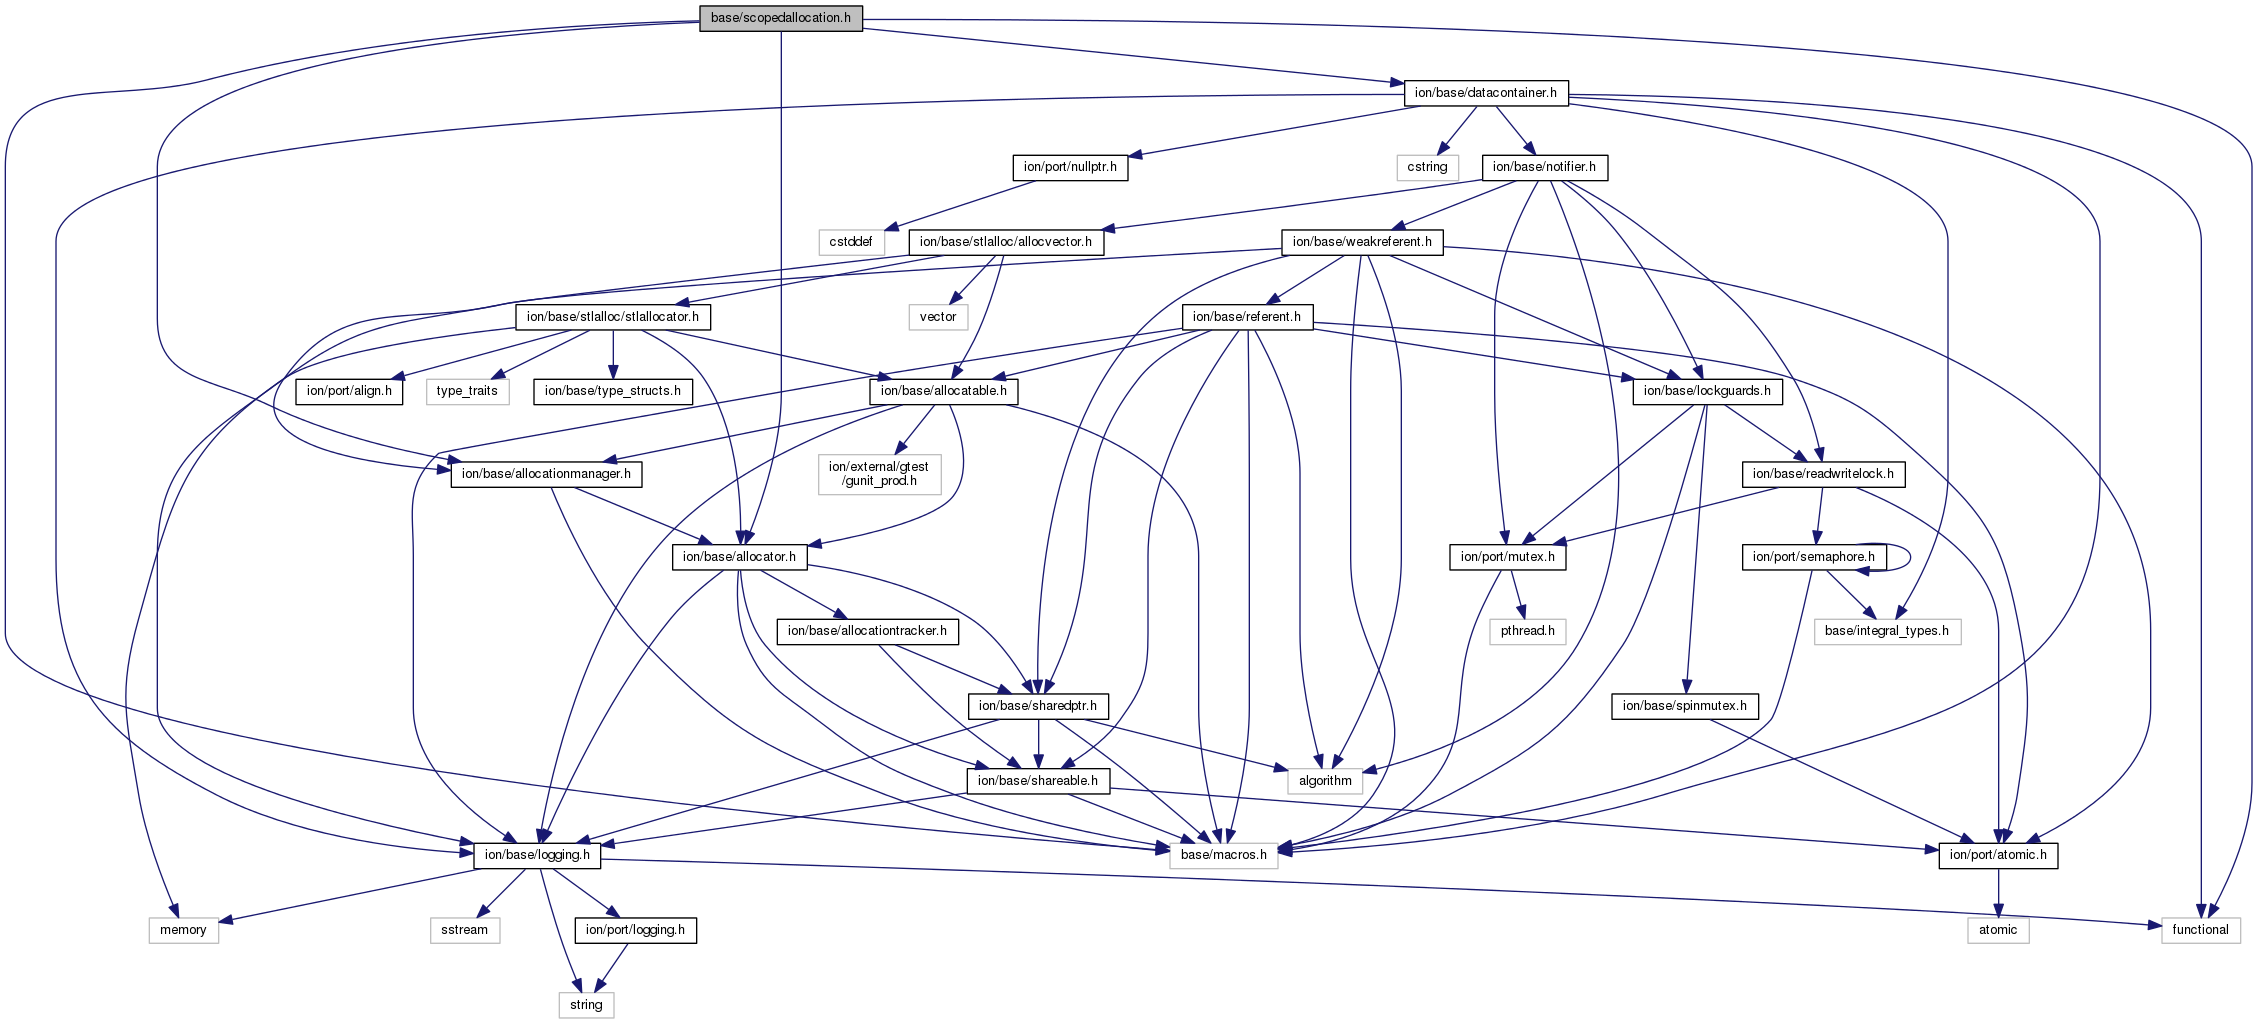 base/scopedallocation.h
ion/base/datacontainer.h
ion/port/nullptr.h
cstring
ion/base/notifier.h
cstddef
ion/base/stlalloc/allocvector.h
ion/base/weakreferent.h
ion/base/stlalloc/stlallocator.h
vector
ion/base/referent.h
ion/port/align.h
type_traits
ion/base/type_structs.h
ion/base/allocatable.h
ion/base/lockguards.h
ion/base/allocationmanager.h
ion/external/gtest
/gunit_prod.h
ion/base/readwritelock.h
ion/base/allocator.h
ion/port/mutex.h
ion/port/semaphore.h
ion/base/allocationtracker.h
pthread.h
base/integral_types.h
ion/base/sharedptr.h
ion/base/spinmutex.h
ion/base/shareable.h
algorithm
ion/base/logging.h
base/macros.h
ion/port/atomic.h
memory
sstream
ion/port/logging.h
atomic
functional
string